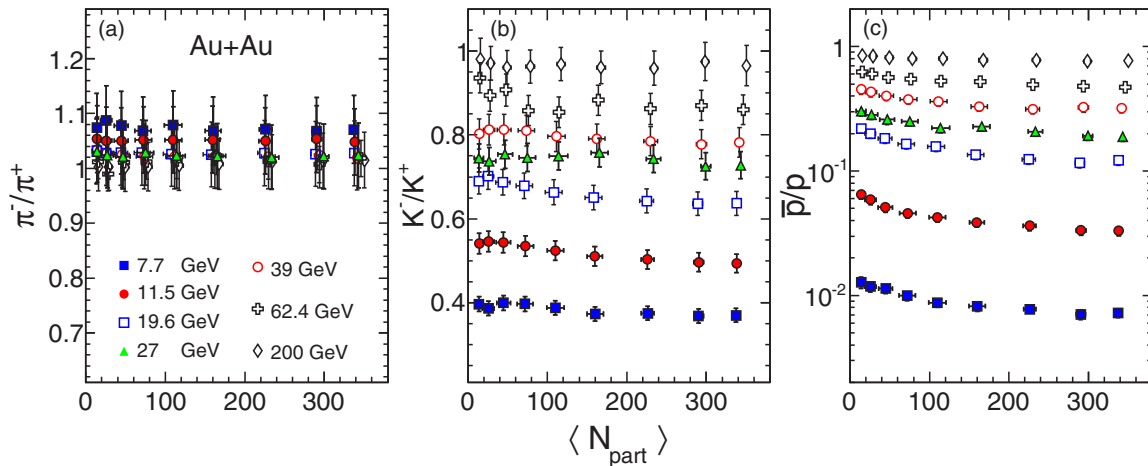 (a)
Au+Au
π⁻/π⁺
1.2
1.1
1.0
0.9
0.8
0.7
7.7 GeV
11.5 GeV
19.6 GeV
27 GeV
39 GeV
62.4 GeV
200 GeV
0 100 200 300
(b)
K⁻/K⁺
1
0.8
0.6
0.4
0 100 200 300
⟨ N_part ⟩
(c)
p̅/p
1
10⁻¹
10⁻²
0 100 200 300